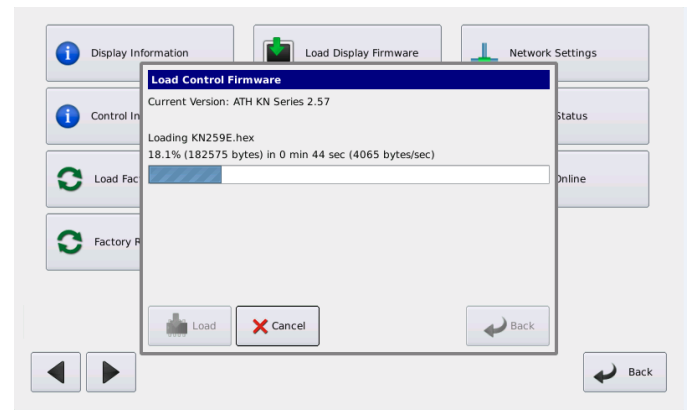 Display Information
Load Display Firmware
Network Settings
Load Control Firmware
Current Version: ATH KN Series 2.57
Control In
Status
Loading KN259E.hex
18.1% (182575 bytes) in 0 min 44 sec (4065 bytes/sec)
Load Fac
Online
Factory R
Load
Cancel
Back
Back